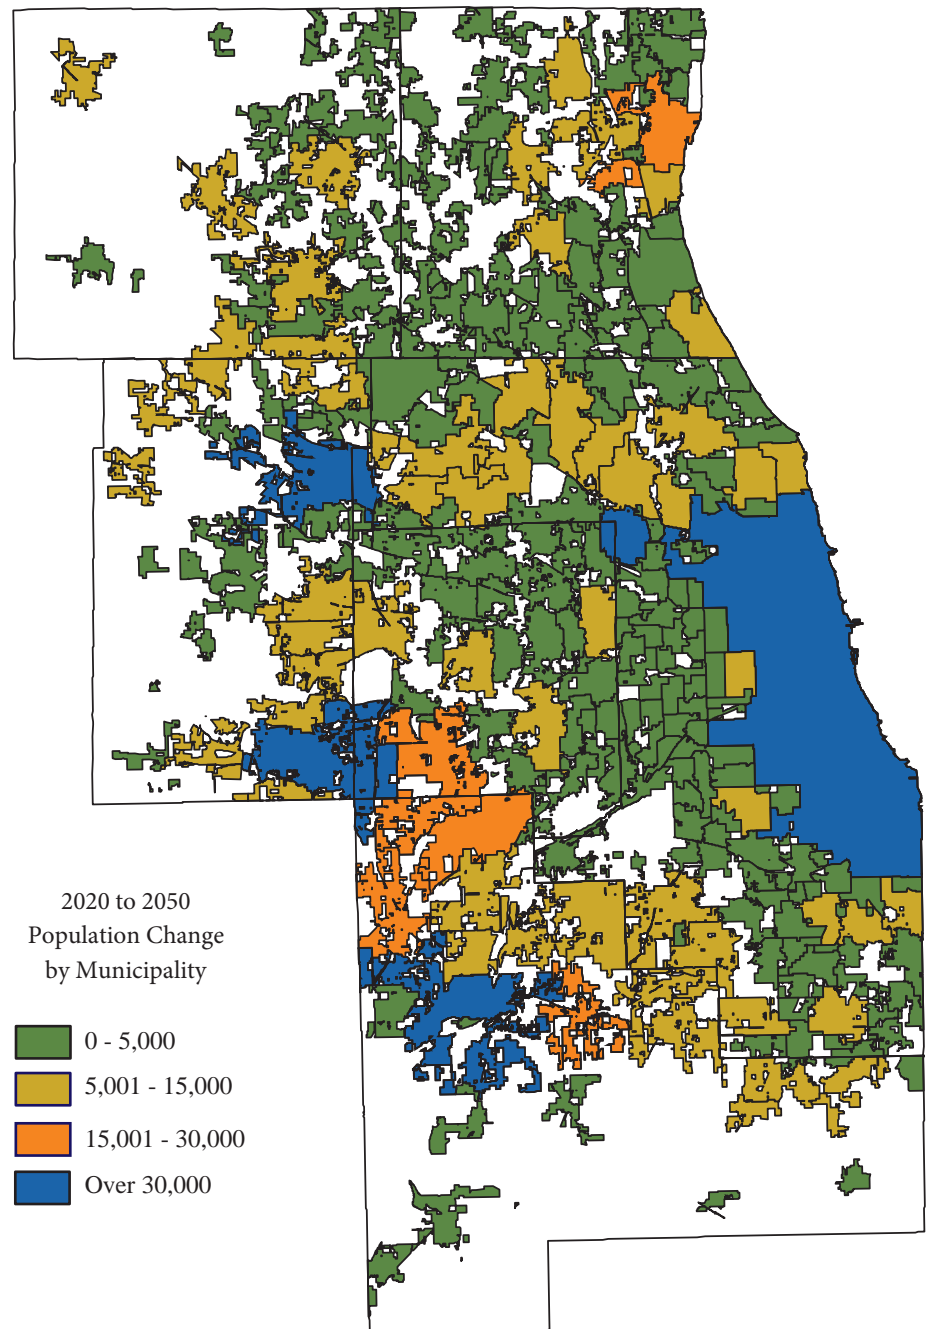 2020 to 2050
Population Change
by Municipality
0 - 5,000
5,001 - 15,000
15,001 - 30,000
Over 30,000